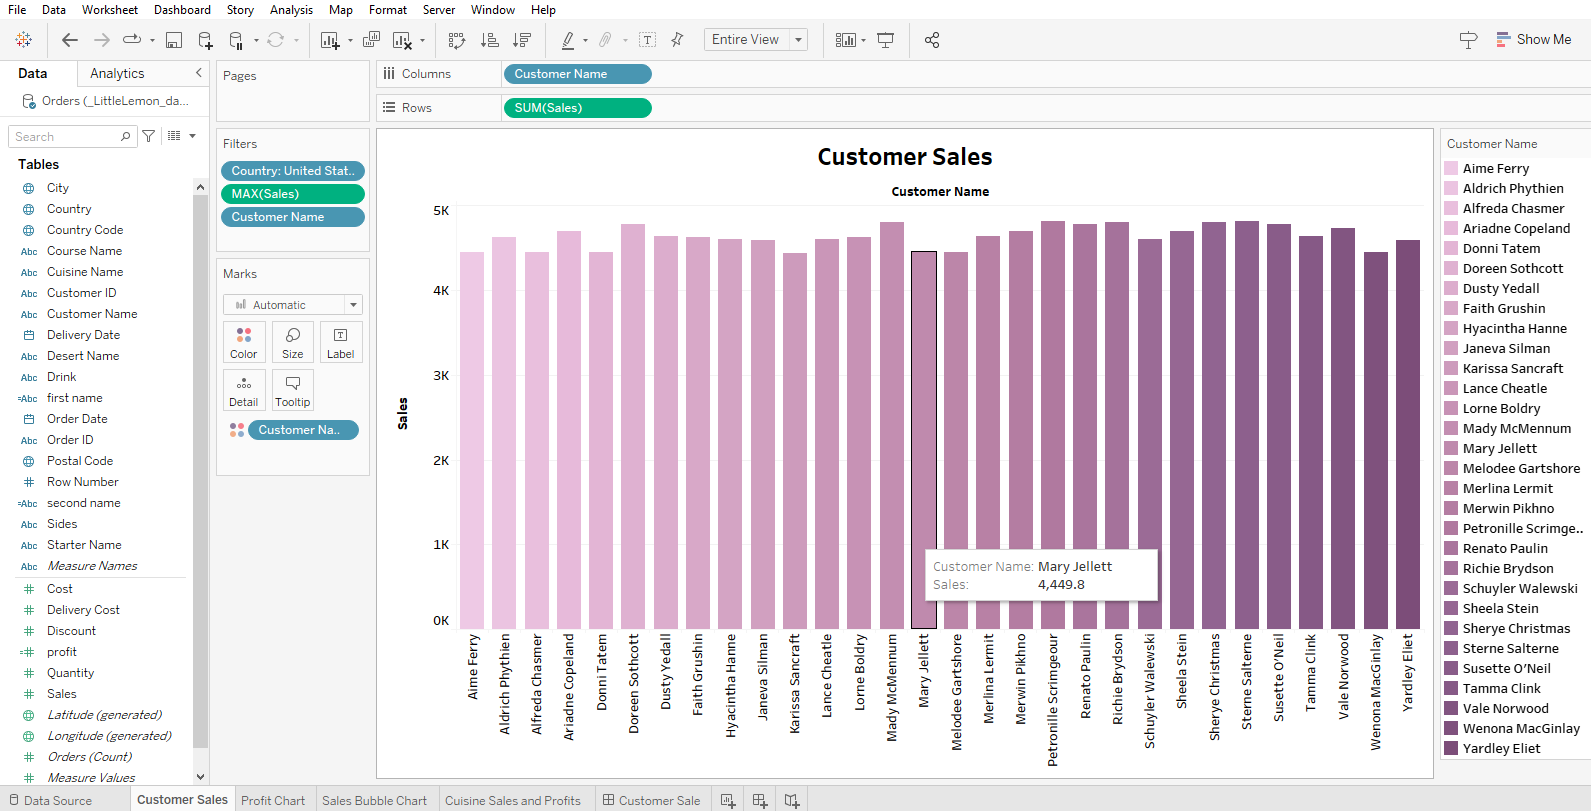 File Data Worksheet Dashboard Story Analysis Map Format Server Window Help
Entire View
Show Me
Data Analytics
Orders (_LittleLemon_da...
Search
Tables
City
Country
Country Code
Abc Course Name
Abc Cuisine Name
Abc Customer ID
Abc Customer Name
Delivery Date
Abc Desert Name
Abc Drink
=Abc first name
Order Date
Abc Order ID
Postal Code
# Row Number
=Abc second name
Abc Sides
Abc Starter Name
Abc Measure Names
# Cost
# Delivery Cost
# Discount
=# profit
# Quantity
# Sales
Latitude (generated)
Longitude (generated)
# Orders (Count)
# Measure Values
Pages
Filters
Country: United Stat..
MAX(Sales)
Customer Name
Marks
Automatic
Color
Size
T
Label
Detail
Tooltip
Customer Na..
Columns
Customer Name
Rows
SUM(Sales)
Customer Sales
Customer Name
Sales
5K
4K
3K
2K
1K
0K
Customer Name: Mary Jellett
Sales: 4,449.8
Aime Ferry
Aldrich Phythien
Alfreda Chasmer
Ariadne Copeland
Donni Tatem
Doreen Sothcott
Dusty Yedall
Faith Grushin
Hyacintha Hanne
Janeva Silman
Karissa Sancraft
Lance Cheatle
Lorne Boldry
Mady McMennum
Mary Jellett
Melodee Gartshore
Merlina Lermit
Merwin Pikhno
Petronille Scrimgeour
Renato Paulin
Richie Brydson
Schuyler Walewski
Sheela Stein
Sherye Christmas
Sterne Salterne
Susette O'Neil
Tamma Clink
Vale Norwood
Wenona MacGinlay
Yardley Eliet
Customer Name
Aime Ferry
Aldrich Phythien
Alfreda Chasmer
Ariadne Copeland
Donni Tatem
Doreen Sothcott
Dusty Yedall
Faith Grushin
Hyacintha Hanne
Janeva Silman
Karissa Sancraft
Lance Cheatle
Lorne Boldry
Mady McMennum
Mary Jellett
Melodee Gartshore
Merlina Lermit
Merwin Pikhno
Petronille Scrimge..
Renato Paulin
Richie Brydson
Schuyler Walewski
Sheela Stein
Sherye Christmas
Sterne Salterne
Susette O'Neil
Tamma Clink
Vale Norwood
Wenona MacGinlay
Yardley Eliet
Data Source Customer Sales Profit Chart Sales Bubble Chart Cuisine Sales and Profits Customer Sale